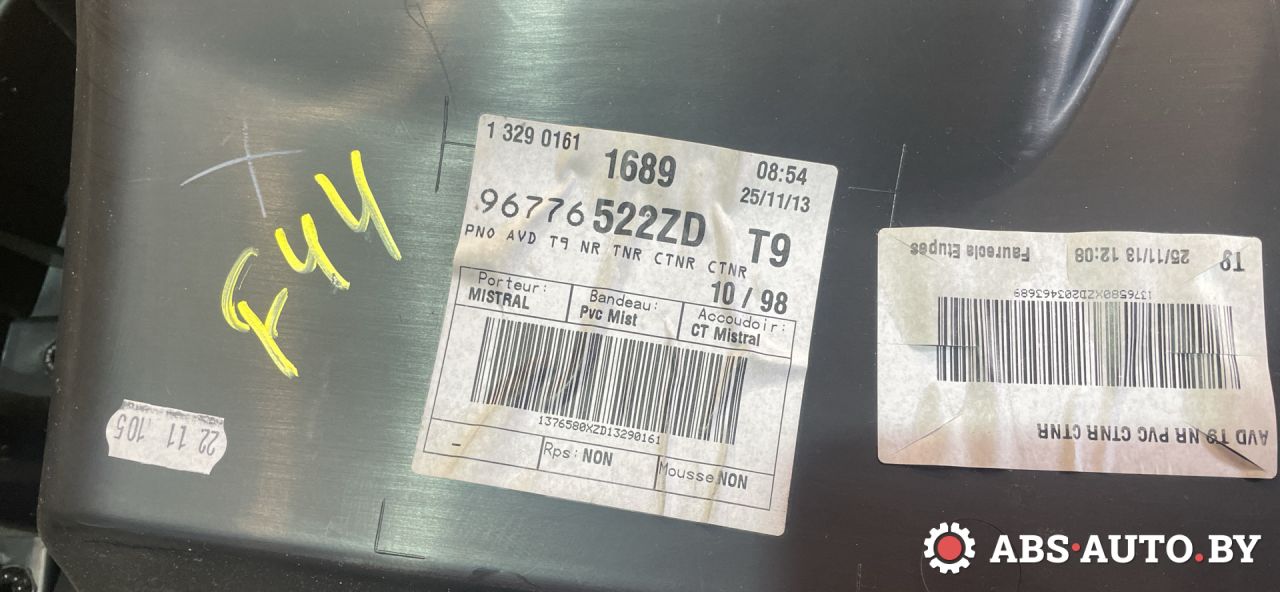 1 329 0161
1689
08:54
25/11/13
96776 522ZD T9
PNO AVD T9 NR TNR CTNR CTNR
10 / 98
Porteur: MISTRAL
Bandeau: Pvc Mist
Accoudoir: CT Mistral
1376580XZD13290161
-
Rps: NON
Mousse NON
F44
22 11 105
T9 25/11/13 12:08 Faurecia Etupes
1376580XZD203463689
AVD T9 NR PVC CTNR CTNR
ABS·AUTO.BY